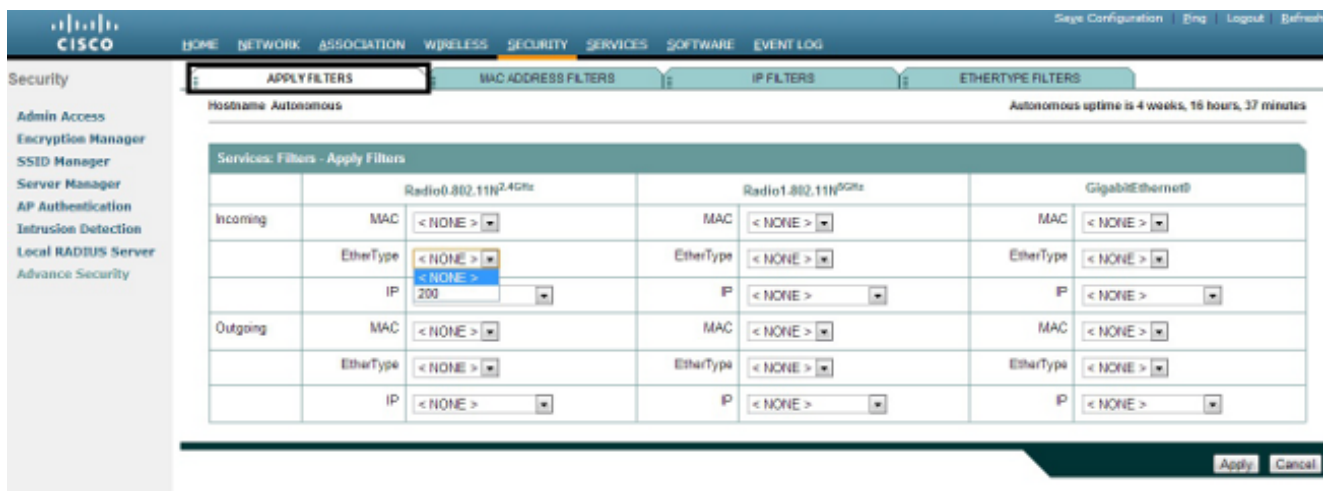 Save Configuration | Ping | Logout | Refresh
CISCO
HOME NETWORK ASSOCIATION WIRELESS SECURITY SERVICES SOFTWARE EVENT LOG
Security
Admin Access
Encryption Manager
SSID Manager
Server Manager
AP Authentication
Intrusion Detection
Local RADIUS Server
Advance Security
APPLY FILTERS MAC ADDRESS FILTERS IP FILTERS ETHERTYPE FILTERS
Hostname Autonomous Autonomous uptime is 4 weeks, 16 hours, 37 minutes
Services: Filters - Apply Filters
Radio0-802.11N 2.4GHz Radio1-802.11N 5GHz GigabitEthernet0
Incoming MAC < NONE > MAC < NONE > MAC < NONE >
EtherType < NONE > EtherType < NONE > EtherType < NONE >
< NONE >
IP 200 IP < NONE > IP < NONE >
Outgoing MAC < NONE > MAC < NONE > MAC < NONE >
EtherType < NONE > EtherType < NONE > EtherType < NONE >
IP < NONE > IP < NONE > IP < NONE >
Apply Cancel